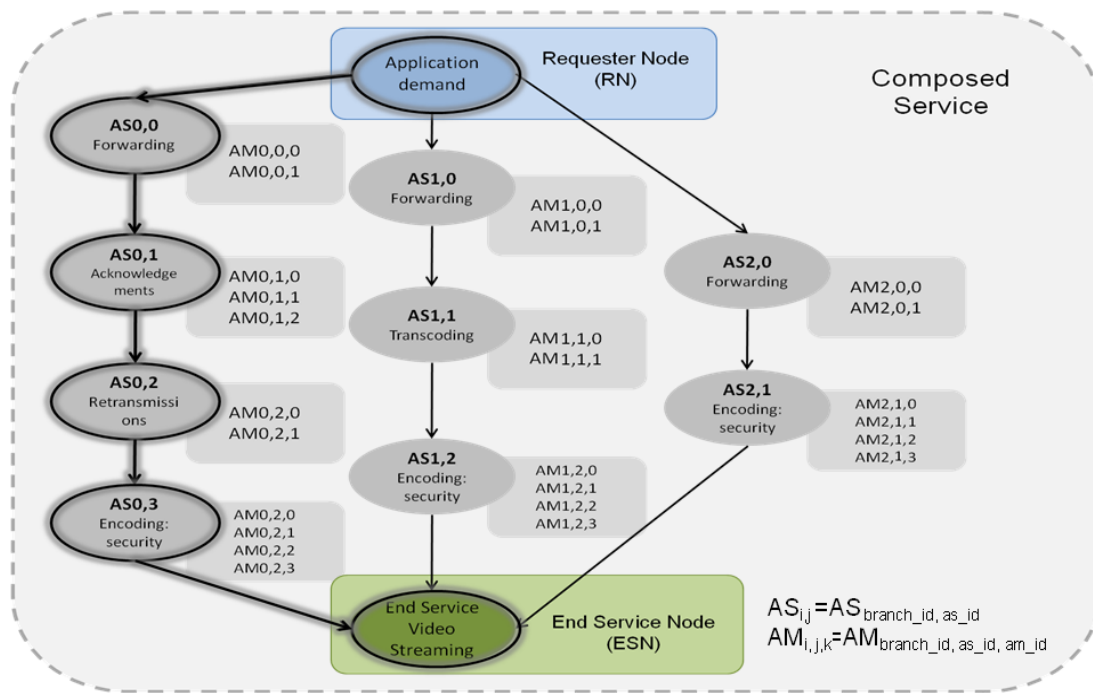 Application
demand
Requester Node
(RN)
Composed
Service
AS0,0
Forwarding
AM0,0,0
AM0,0,1
AS0,1
Acknowledge
ments
AM0,1,0
AM0,1,1
AM0,1,2
AS0,2
Retransmissi
ons
AM0,2,0
AM0,2,1
AS0,3
Encoding:
security
AM0,2,0
AM0,2,1
AM0,2,2
AM0,2,3
AS1,0
Forwarding
AM1,0,0
AM1,0,1
AS1,1
Transcoding
AM1,1,0
AM1,1,1
AS1,2
Encoding:
security
AM1,2,0
AM1,2,1
AM1,2,2
AM1,2,3
AS2,0
Forwarding
AM2,0,0
AM2,0,1
AS2,1
Encoding:
security
AM2,1,0
AM2,1,1
AM2,1,2
AM2,1,3
End Service
Video
Streaming
End Service Node
(ESN)
ASi,j=ASbranch_id, as_id
AMi,j,k=AMbranch_id, as_id, am_id